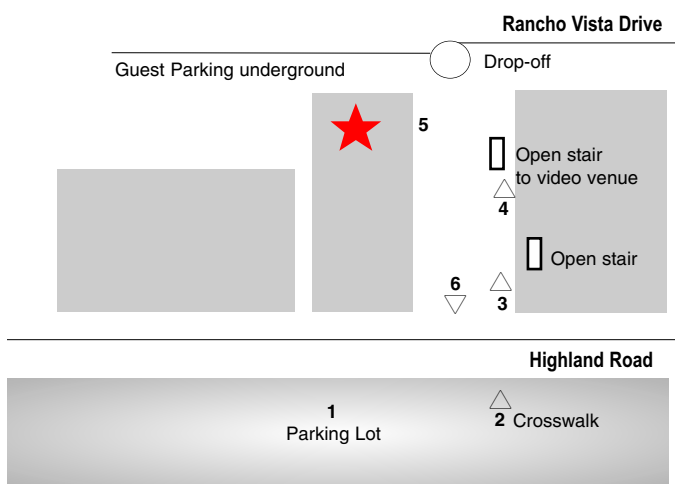 Rancho Vista Drive
Guest Parking underground
Drop-off
5
Open stair
to video venue
4
Open stair
6
3
Highland Road
1
Parking Lot
2 Crosswalk